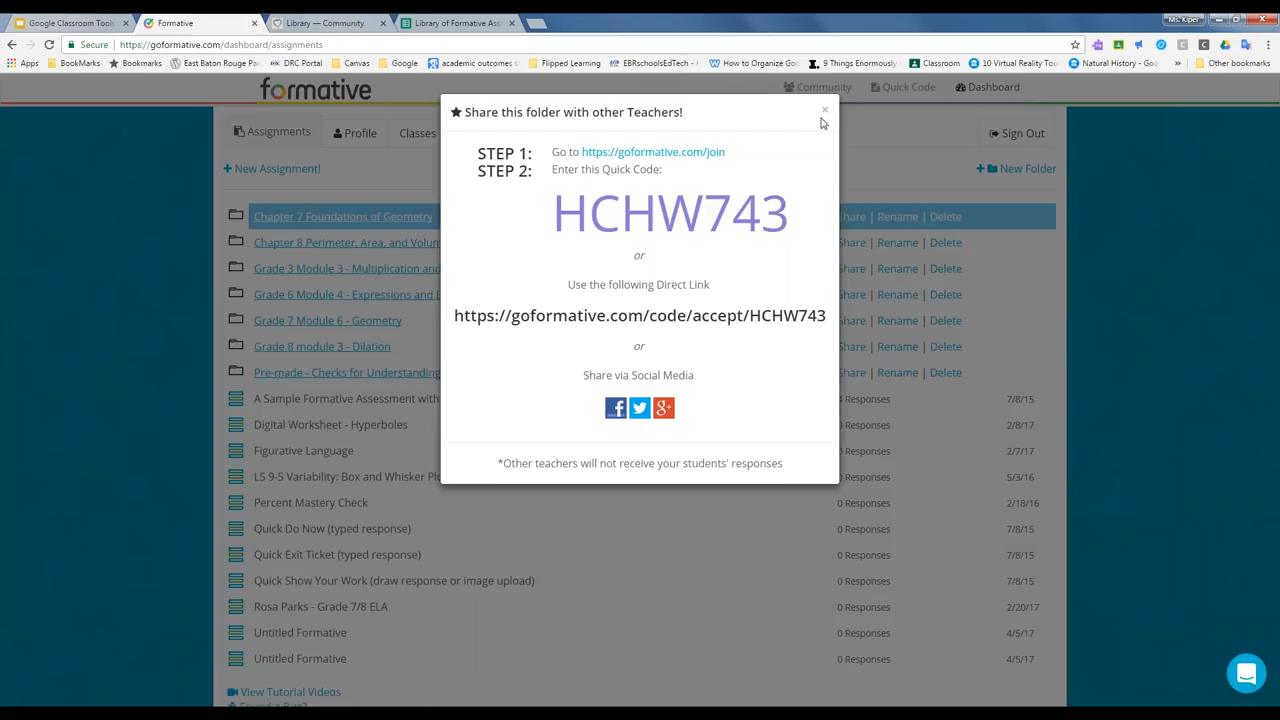 Google Classroom Tools
Formative
Library — Community
Library of Formative Ass
Ms. Kiper
Secure
https://goformative.com/dashboard/assignments
Apps
BookMarks
Bookmarks
East Baton Rouge Par
DRC Portal
Canvas
Google
academic outcomes
Flipped Learning
EBRschoolsEdTech -
How to Organize Goo
9 Things Enormously
Classroom
10 Virtual Reality Tou
Natural History - Goo
»
Other bookmarks
formative
Community
Quick Code
Dashboard
Assignments
Profile
Classes
Sign Out
+ New Assignment!
+ New Folder
★ Share this folder with other Teachers!
×
STEP 1: Go to https://goformative.com/join
STEP 2: Enter this Quick Code:
HCHW743
or
Use the following Direct Link
https://goformative.com/code/accept/HCHW743
or
Share via Social Media
f
g+
*Other teachers will not receive your students' responses
Chapter 7 Foundations of Geometry
Share | Rename | Delete
Chapter 8 Perimeter, Area, and Volum
Share | Rename | Delete
Grade 3 Module 3 - Multiplication and
Share | Rename | Delete
Grade 6 Module 4 - Expressions and E
Share | Rename | Delete
Grade 7 Module 6 - Geometry
Share | Rename | Delete
Grade 8 module 3 - Dilation
Share | Rename | Delete
Pre-made - Checks for Understanding
Share | Rename | Delete
A Sample Formative Assessment with
Responses 7/8/15
Digital Worksheet - Hyperboles
0 Responses 2/8/17
Figurative Language
0 Responses 2/7/17
LS 9-5 Variability: Box and Whisker Plo
0 Responses 5/3/16
Percent Mastery Check
0 Responses 2/18/16
Quick Do Now (typed response)
0 Responses 7/8/15
Quick Exit Ticket (typed response)
0 Responses 7/8/15
Quick Show Your Work (draw response or image upload)
0 Responses 7/8/15
Rosa Parks - Grade 7/8 ELA
0 Responses 2/20/17
Untitled Formative
0 Responses 4/5/17
Untitled Formative
0 Responses 4/5/17
View Tutorial Videos
Found a Bug?